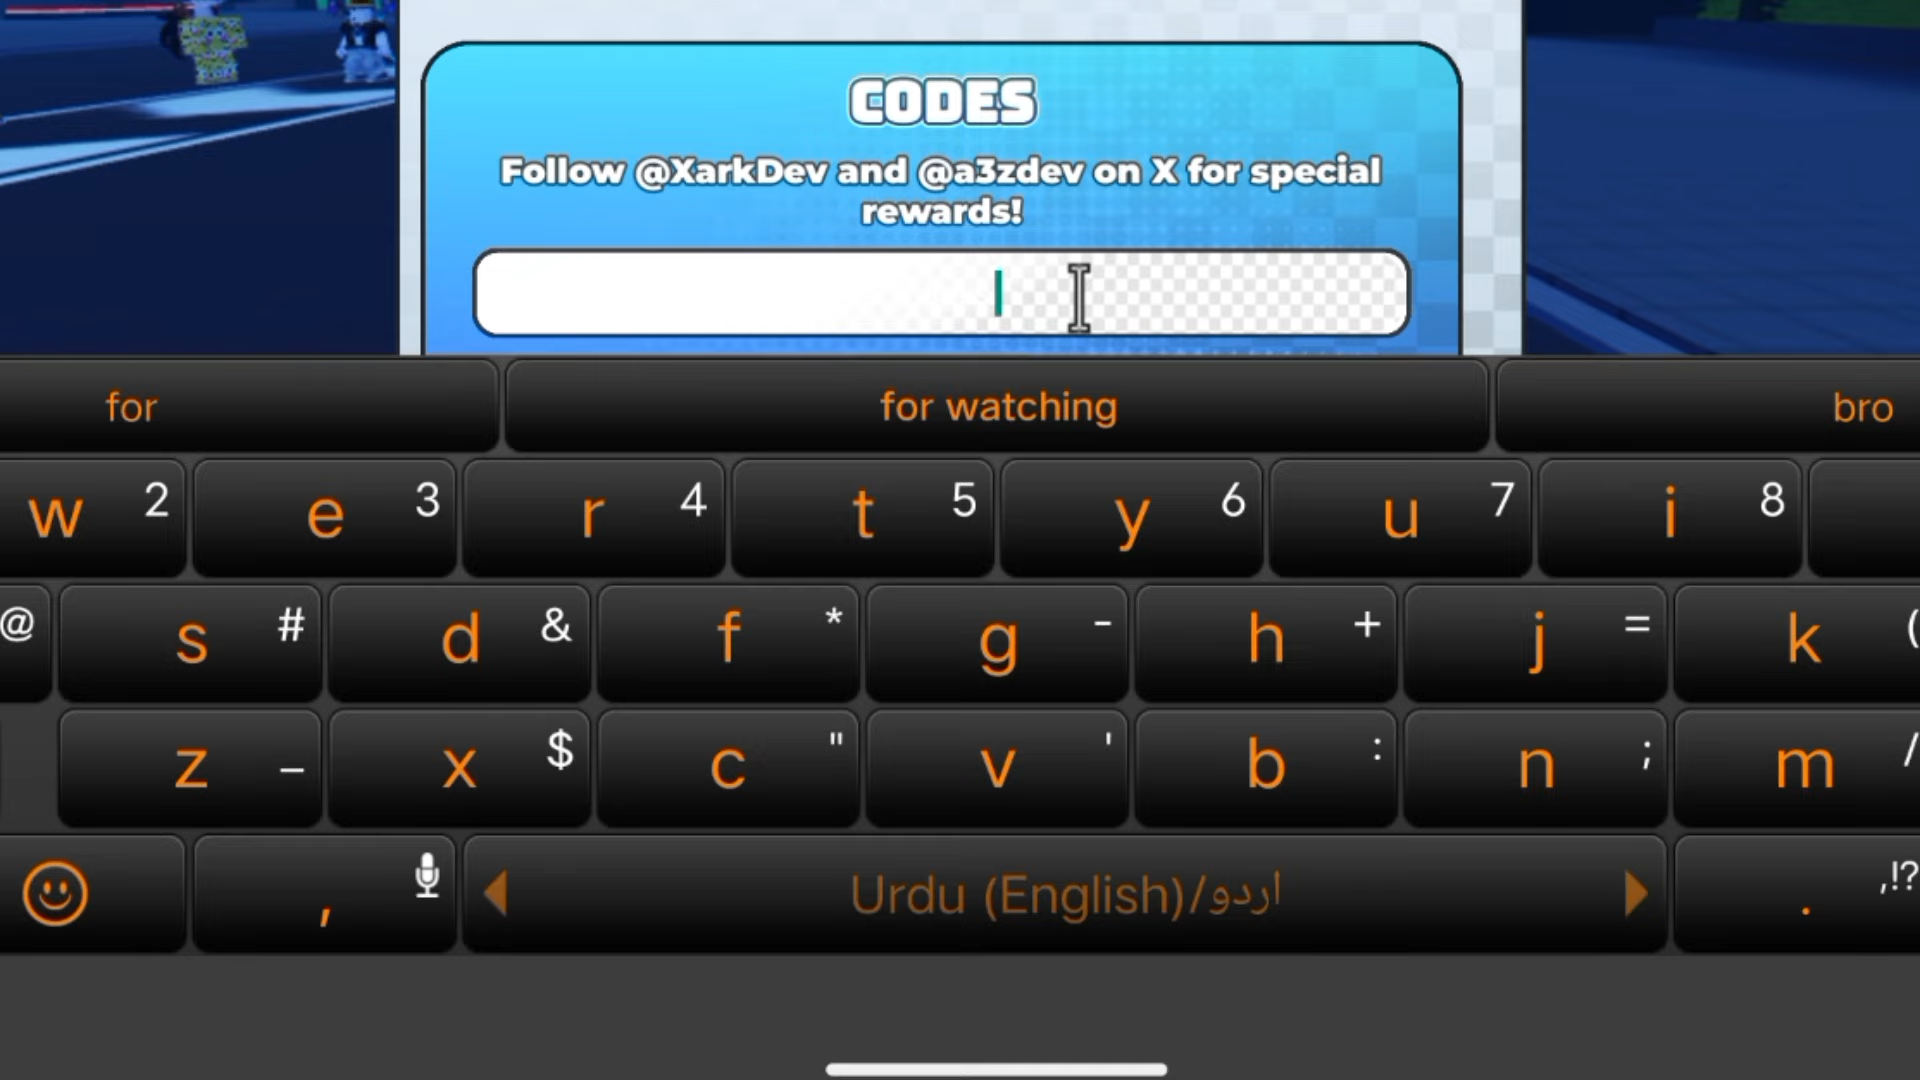 CODES
Follow @XarkDev and @a3zdev on X for special
rewards!
for for watching bro
w 2 e 3 r 4 t 5 y 6 u 7 i 8
@ s # d & f * g - h + j = k (
z _ x $ c " v ' b : n ; m /
, Urdu (English)/اردو . ,!?